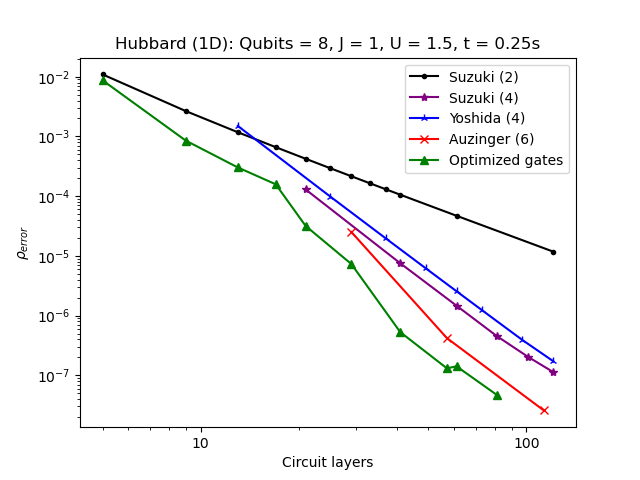 Hubbard (1D): Qubits = 8, J = 1, U = 1.5, t = 0.25s
Suzuki (2)
Suzuki (4)
Yoshida (4)
Auzinger (6)
Optimized gates
10⁻²
10⁻³
10⁻⁴
10⁻⁵
10⁻⁶
10⁻⁷
ρerror
10
100
Circuit layers